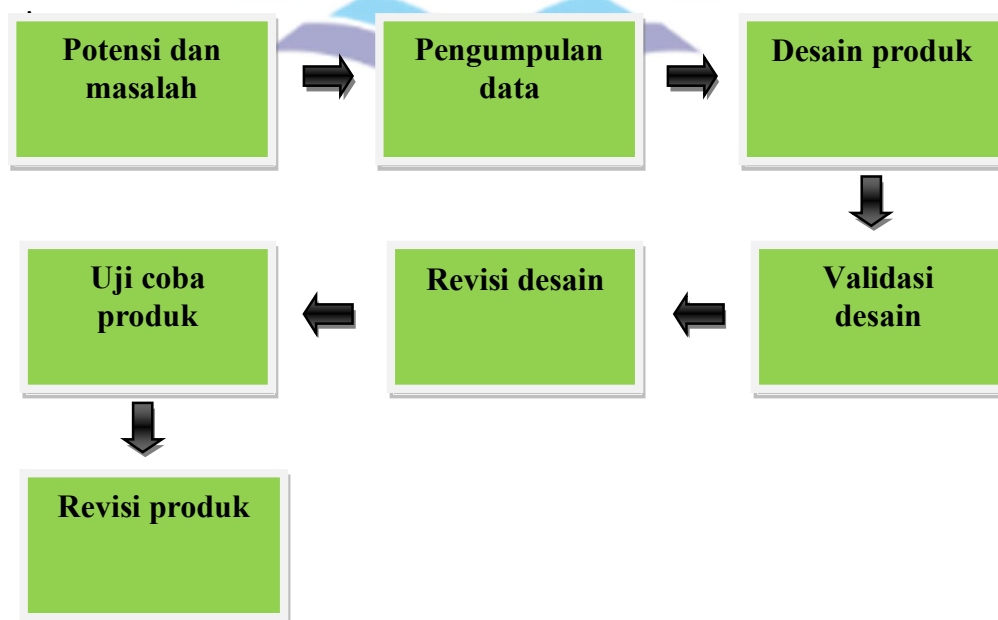 Potensi dan
masalah
Pengumpulan
data
Desain produk
Validasi
desain
Revisi desain
Uji coba
produk
Revisi produk